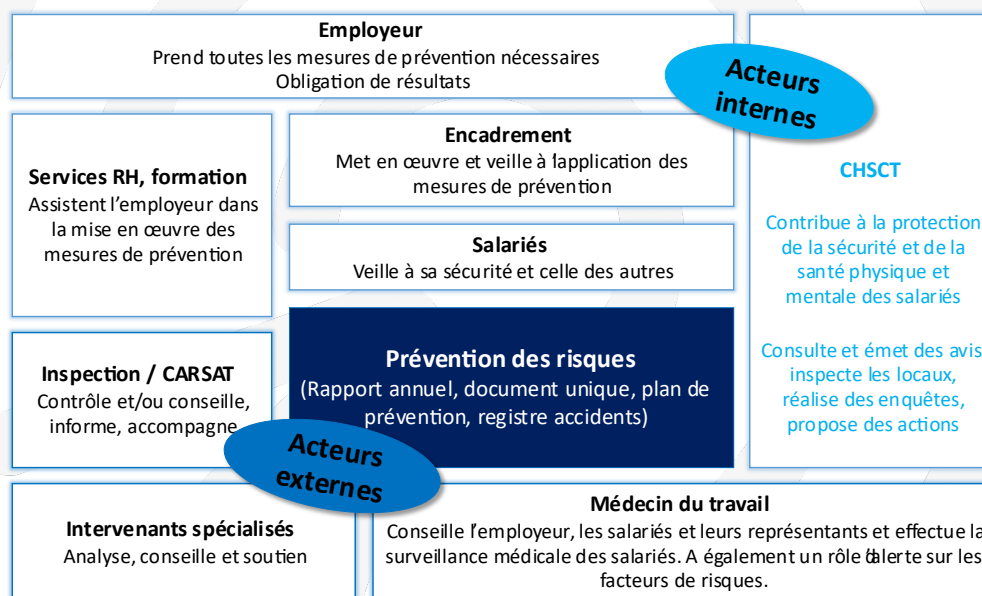 Employeur
Prend toutes les mesures de prévention nécessaires
Obligation de résultats
Acteurs
internes
Services RH, formation
Assistent l'employeur dans
la mise en œuvre des
mesures de prévention
Encadrement
Met en œuvre et veille à l'application des
mesures de prévention
Salariés
Veille à sa sécurité et celle des autres
CHSCT
Contribue à la protection
de la sécurité et de la
santé physique et
mentale des salariés
Consulte et émet des avis
inspecte les locaux,
réalise des enquêtes,
propose des actions
Inspection / CARSAT
Contrôle et/ou conseille,
informe, accompagne
Prévention des risques
(Rapport annuel, document unique, plan de
prévention, registre accidents)
Acteurs
externes
Intervenants spécialisés
Analyse, conseille et soutien
Médecin du travail
Conseille l'employeur, les salariés et leurs représentants et effectue la
surveillance médicale des salariés. A également un rôle d'alerte sur les
facteurs de risques.